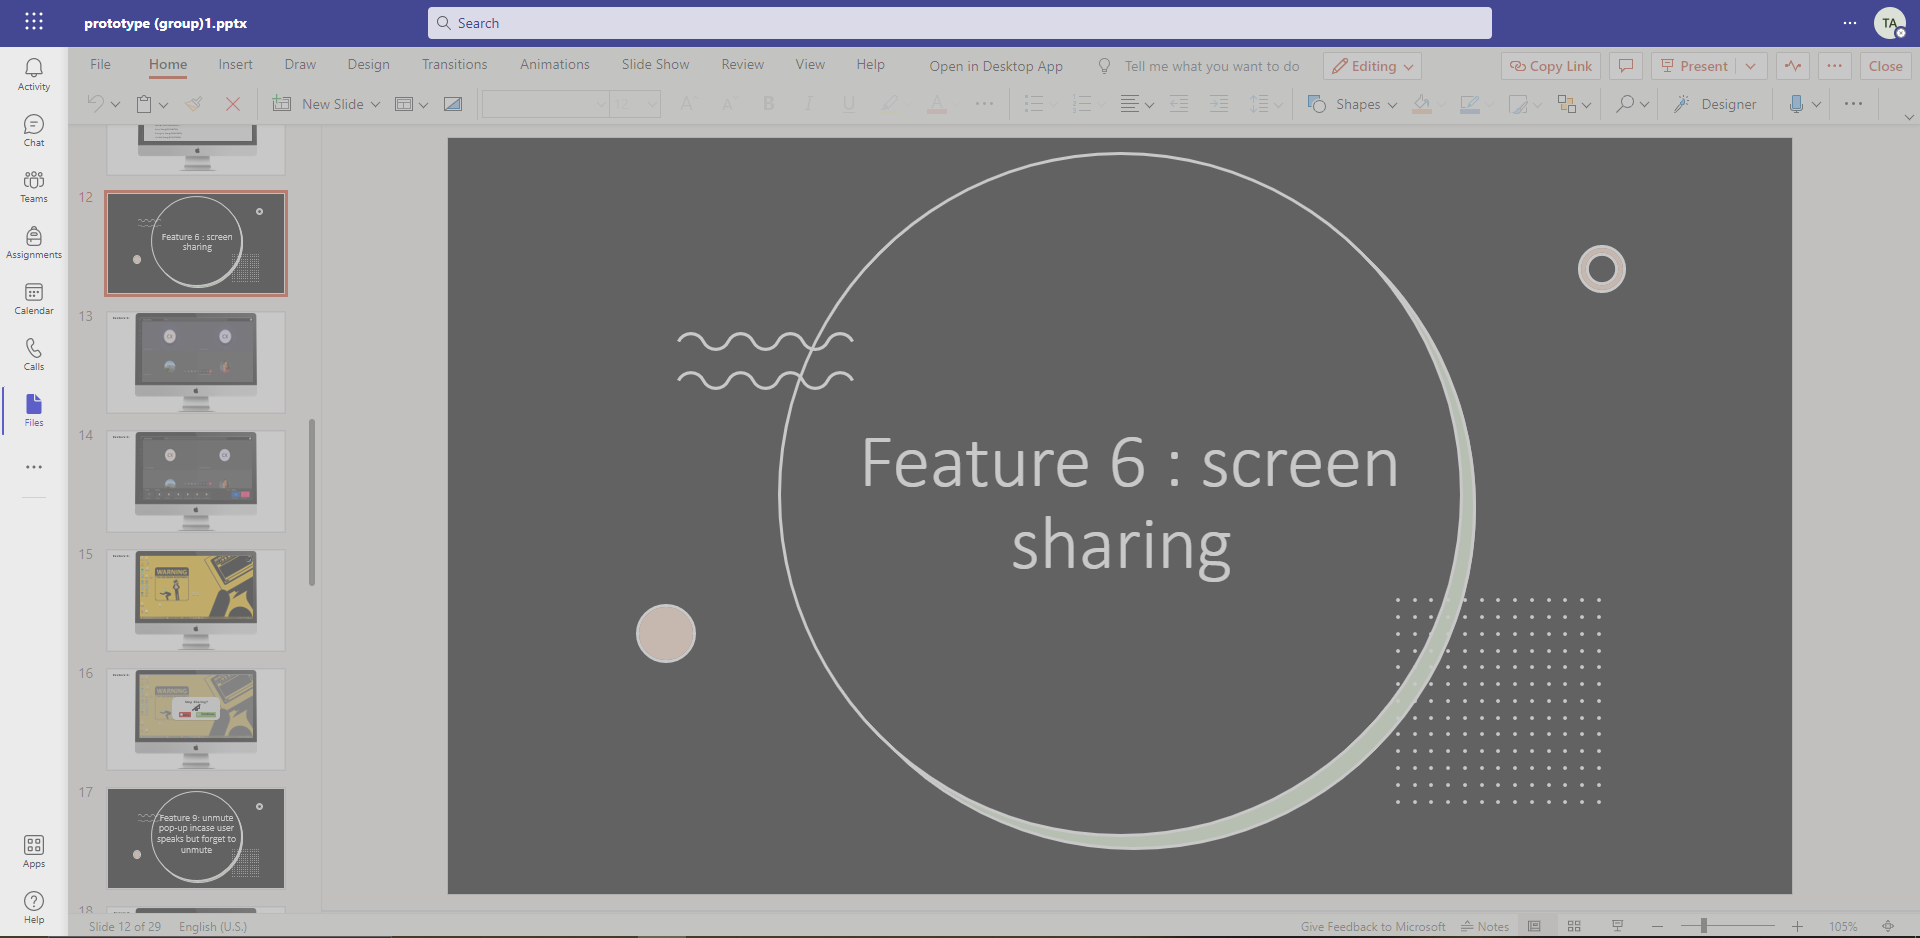 prototype (group)1.pptx
Search
TA
File Home Insert Draw Design Transitions Animations Slide Show Review View Help Open in Desktop App Tell me what you want to do Editing Copy Link Present Close
New Slide 12 A A B I U A Shapes Designer
Activity
Chat
Teams
Assignments
Calendar
Calls
Files
Apps
Help
12
Feature 6 : screen
sharing
13
14
15
WARNING
16
WARNING
Stop Sharing?
17
Feature 9: unmute
pop-up incase user
speaks but forget to
unmute
18
Feature 6 : screen
sharing
Slide 12 of 29 English (U.S.) Give Feedback to Microsoft Notes 105%